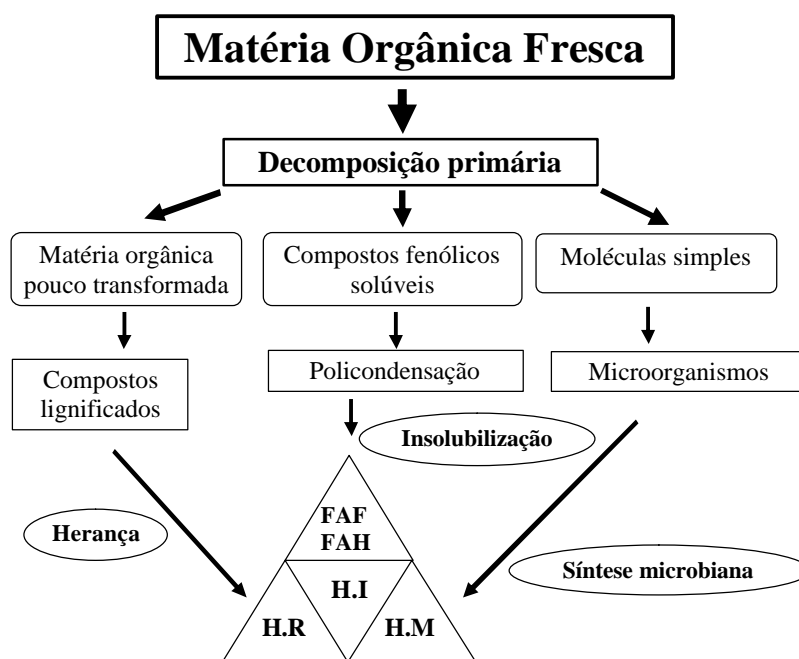 Matéria Orgânica Fresca
Decomposição primária
Matéria orgânica
pouco transformada
Compostos fenólicos
solúveis
Moléculas simples
Compostos
lignificados
Policondensação
Microorganismos
Insolubilização
Herança
FAF
FAH
Síntese microbiana
H.I
H.R
H.M